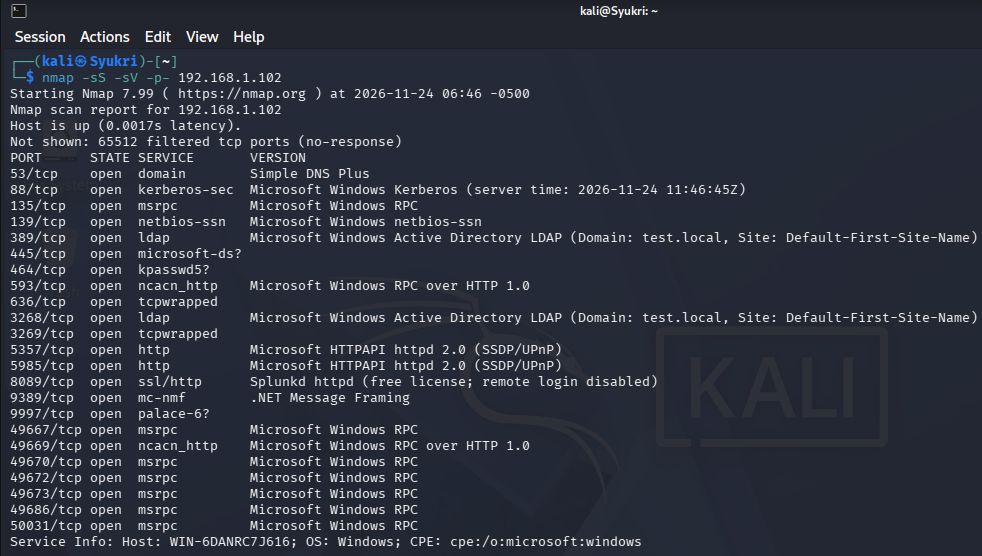 kali@Syukri: ~
Session Actions Edit View Help
┌──(kali㉿Syukri)-[~]
└─$ nmap -sS -sV -p- 192.168.1.102
Starting Nmap 7.99 ( https://nmap.org ) at 2026-11-24 06:46 -0500
Nmap scan report for 192.168.1.102
Host is up (0.0017s latency).
Not shown: 65512 filtered tcp ports (no-response)
PORT      STATE SERVICE       VERSION
53/tcp    open  domain        Simple DNS Plus
88/tcp    open  kerberos-sec  Microsoft Windows Kerberos (server time: 2026-11-24 11:46:45Z)
135/tcp   open  msrpc         Microsoft Windows RPC
139/tcp   open  netbios-ssn   Microsoft Windows netbios-ssn
389/tcp   open  ldap          Microsoft Windows Active Directory LDAP (Domain: test.local, Site: Default-First-Site-Name)
445/tcp   open  microsoft-ds?
464/tcp   open  kpasswd5?
593/tcp   open  ncacn_http    Microsoft Windows RPC over HTTP 1.0
636/tcp   open  tcpwrapped
3268/tcp  open  ldap          Microsoft Windows Active Directory LDAP (Domain: test.local, Site: Default-First-Site-Name)
3269/tcp  open  tcpwrapped
5357/tcp  open  http          Microsoft HTTPAPI httpd 2.0 (SSDP/UPnP)
5985/tcp  open  http          Microsoft HTTPAPI httpd 2.0 (SSDP/UPnP)
8089/tcp  open  ssl/http      Splunkd httpd (free license; remote login disabled)
9389/tcp  open  mc-nmf        .NET Message Framing
9997/tcp  open  palace-6?
49667/tcp open  msrpc         Microsoft Windows RPC
49669/tcp open  ncacn_http    Microsoft Windows RPC over HTTP 1.0
49670/tcp open  msrpc         Microsoft Windows RPC
49672/tcp open  msrpc         Microsoft Windows RPC
49673/tcp open  msrpc         Microsoft Windows RPC
49686/tcp open  msrpc         Microsoft Windows RPC
50031/tcp open  msrpc         Microsoft Windows RPC
Service Info: Host: WIN-6DANRC7J616; OS: Windows; CPE: cpe:/o:microsoft:windows
KALI